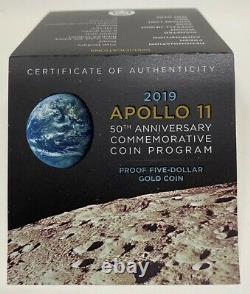 CERTIFICATE OF AUTHENTICITY
2019
APOLLO 11
50TH ANNIVERSARY
COMMEMORATIVE
COIN PROGRAM
PROOF FIVE-DOLLAR
GOLD COIN